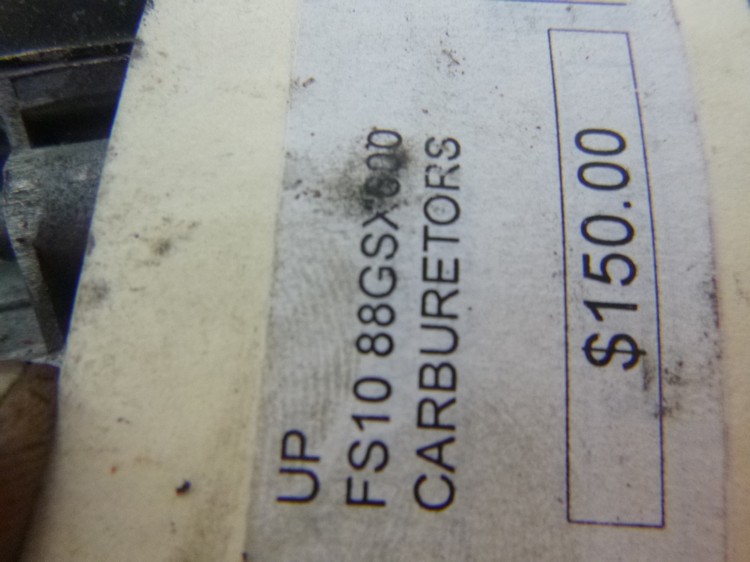 UP
FS10 88GSX600
CARBURETORS
$150.00